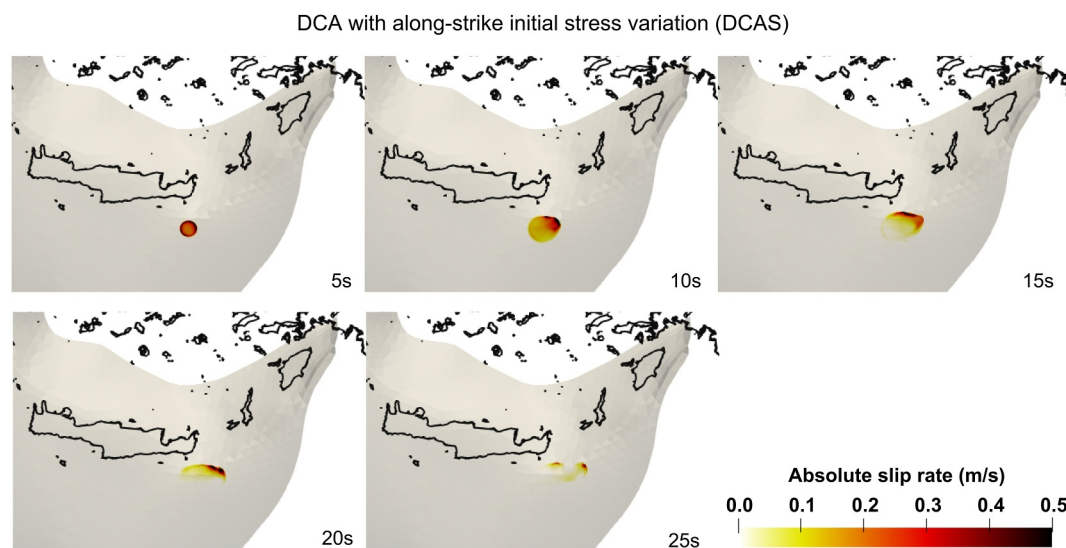 DCA with along-strike initial stress variation (DCAS)
5s
10s
15s
20s
25s
Absolute slip rate (m/s)
0.0 0.1 0.2 0.3 0.4 0.5